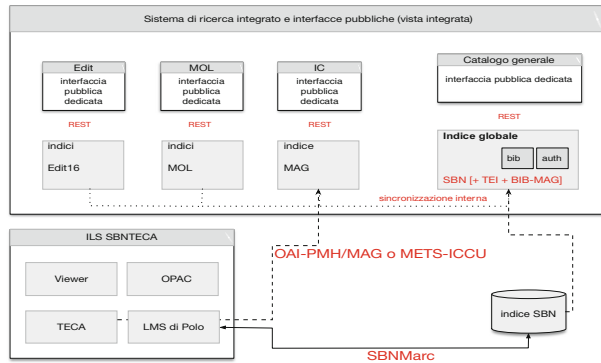 Sistema di ricerca integrato e interfacce pubbliche (vista integrata)
Edit
interfaccia
pubblica
dedicata
MOL
interfaccia
pubblica
dedicata
IC
interfaccia
pubblica
dedicata
Catalogo generale
interfaccia pubblica dedicata
REST
REST
REST
REST
indici
Edit16
indici
MOL
indice
MAG
Indice globale
bib
auth
SBN [+ TEI + BIB-MAG]
sincronizzazione interna
ILS SBNTECA
Viewer
OPAC
TECA
LMS di Polo
OAI-PMH/MAG o METS-ICCU
indice SBN
SBNMarc